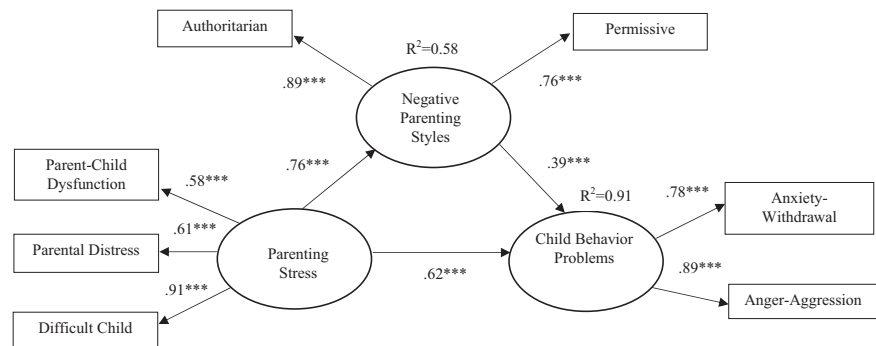 Authoritarian
R²=0.58
Permissive
.89***
.76***
Negative
Parenting
Styles
Parent-Child
Dysfunction
.58***
.76***
.39***
R²=0.91
.78***
Anxiety-
Withdrawal
.61***
Parental Distress
Parenting
Stress
Child Behavior
Problems
.62***
.89***
.91***
Anger-Aggression
Difficult Child